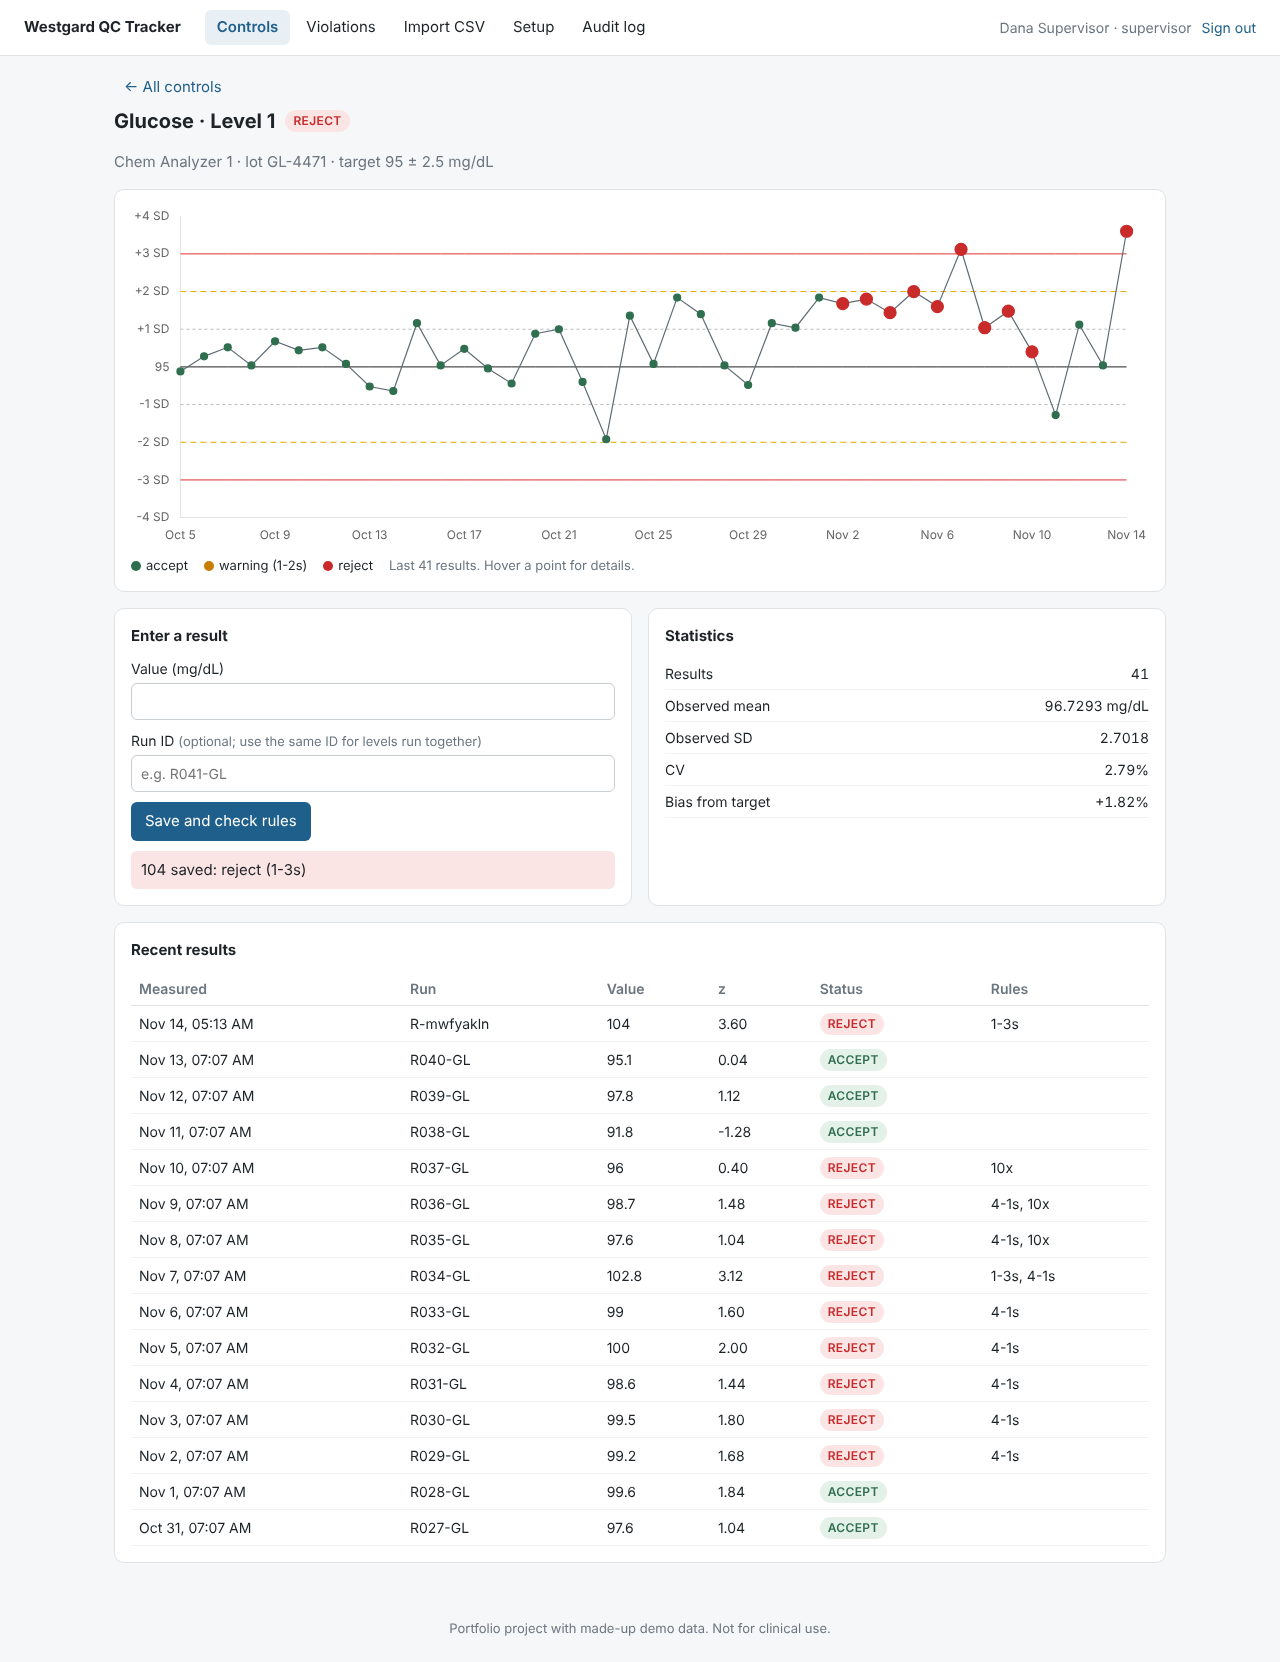 Westgard QC Tracker Controls Violations Import CSV Setup Audit log Dana Supervisor · supervisor Sign out
← All controls
Glucose · Level 1 REJECT
Chem Analyzer 1 · lot GL-4471 · target 95 ± 2.5 mg/dL
+4 SD
+3 SD
+2 SD
+1 SD
95
-1 SD
-2 SD
-3 SD
-4 SD
Oct 5 Oct 9 Oct 13 Oct 17 Oct 21 Oct 25 Oct 29 Nov 2 Nov 6 Nov 10 Nov 14
accept warning (1-2s) reject Last 41 results. Hover a point for details.
Enter a result
Value (mg/dL)
Run ID (optional; use the same ID for levels run together)
e.g. R041-GL
Save and check rules
104 saved: reject (1-3s)
Statistics
Results 41
Observed mean 96.7293 mg/dL
Observed SD 2.7018
CV 2.79%
Bias from target +1.82%
Recent results
Measured Run Value z Status Rules
Nov 14, 05:13 AM R-mwfyakln 104 3.60 REJECT 1-3s
Nov 13, 07:07 AM R040-GL 95.1 0.04 ACCEPT
Nov 12, 07:07 AM R039-GL 97.8 1.12 ACCEPT
Nov 11, 07:07 AM R038-GL 91.8 -1.28 ACCEPT
Nov 10, 07:07 AM R037-GL 96 0.40 REJECT 10x
Nov 9, 07:07 AM R036-GL 98.7 1.48 REJECT 4-1s, 10x
Nov 8, 07:07 AM R035-GL 97.6 1.04 REJECT 4-1s, 10x
Nov 7, 07:07 AM R034-GL 102.8 3.12 REJECT 1-3s, 4-1s
Nov 6, 07:07 AM R033-GL 99 1.60 REJECT 4-1s
Nov 5, 07:07 AM R032-GL 100 2.00 REJECT 4-1s
Nov 4, 07:07 AM R031-GL 98.6 1.44 REJECT 4-1s
Nov 3, 07:07 AM R030-GL 99.5 1.80 REJECT 4-1s
Nov 2, 07:07 AM R029-GL 99.2 1.68 REJECT 4-1s
Nov 1, 07:07 AM R028-GL 99.6 1.84 ACCEPT
Oct 31, 07:07 AM R027-GL 97.6 1.04 ACCEPT
Portfolio project with made-up demo data. Not for clinical use.